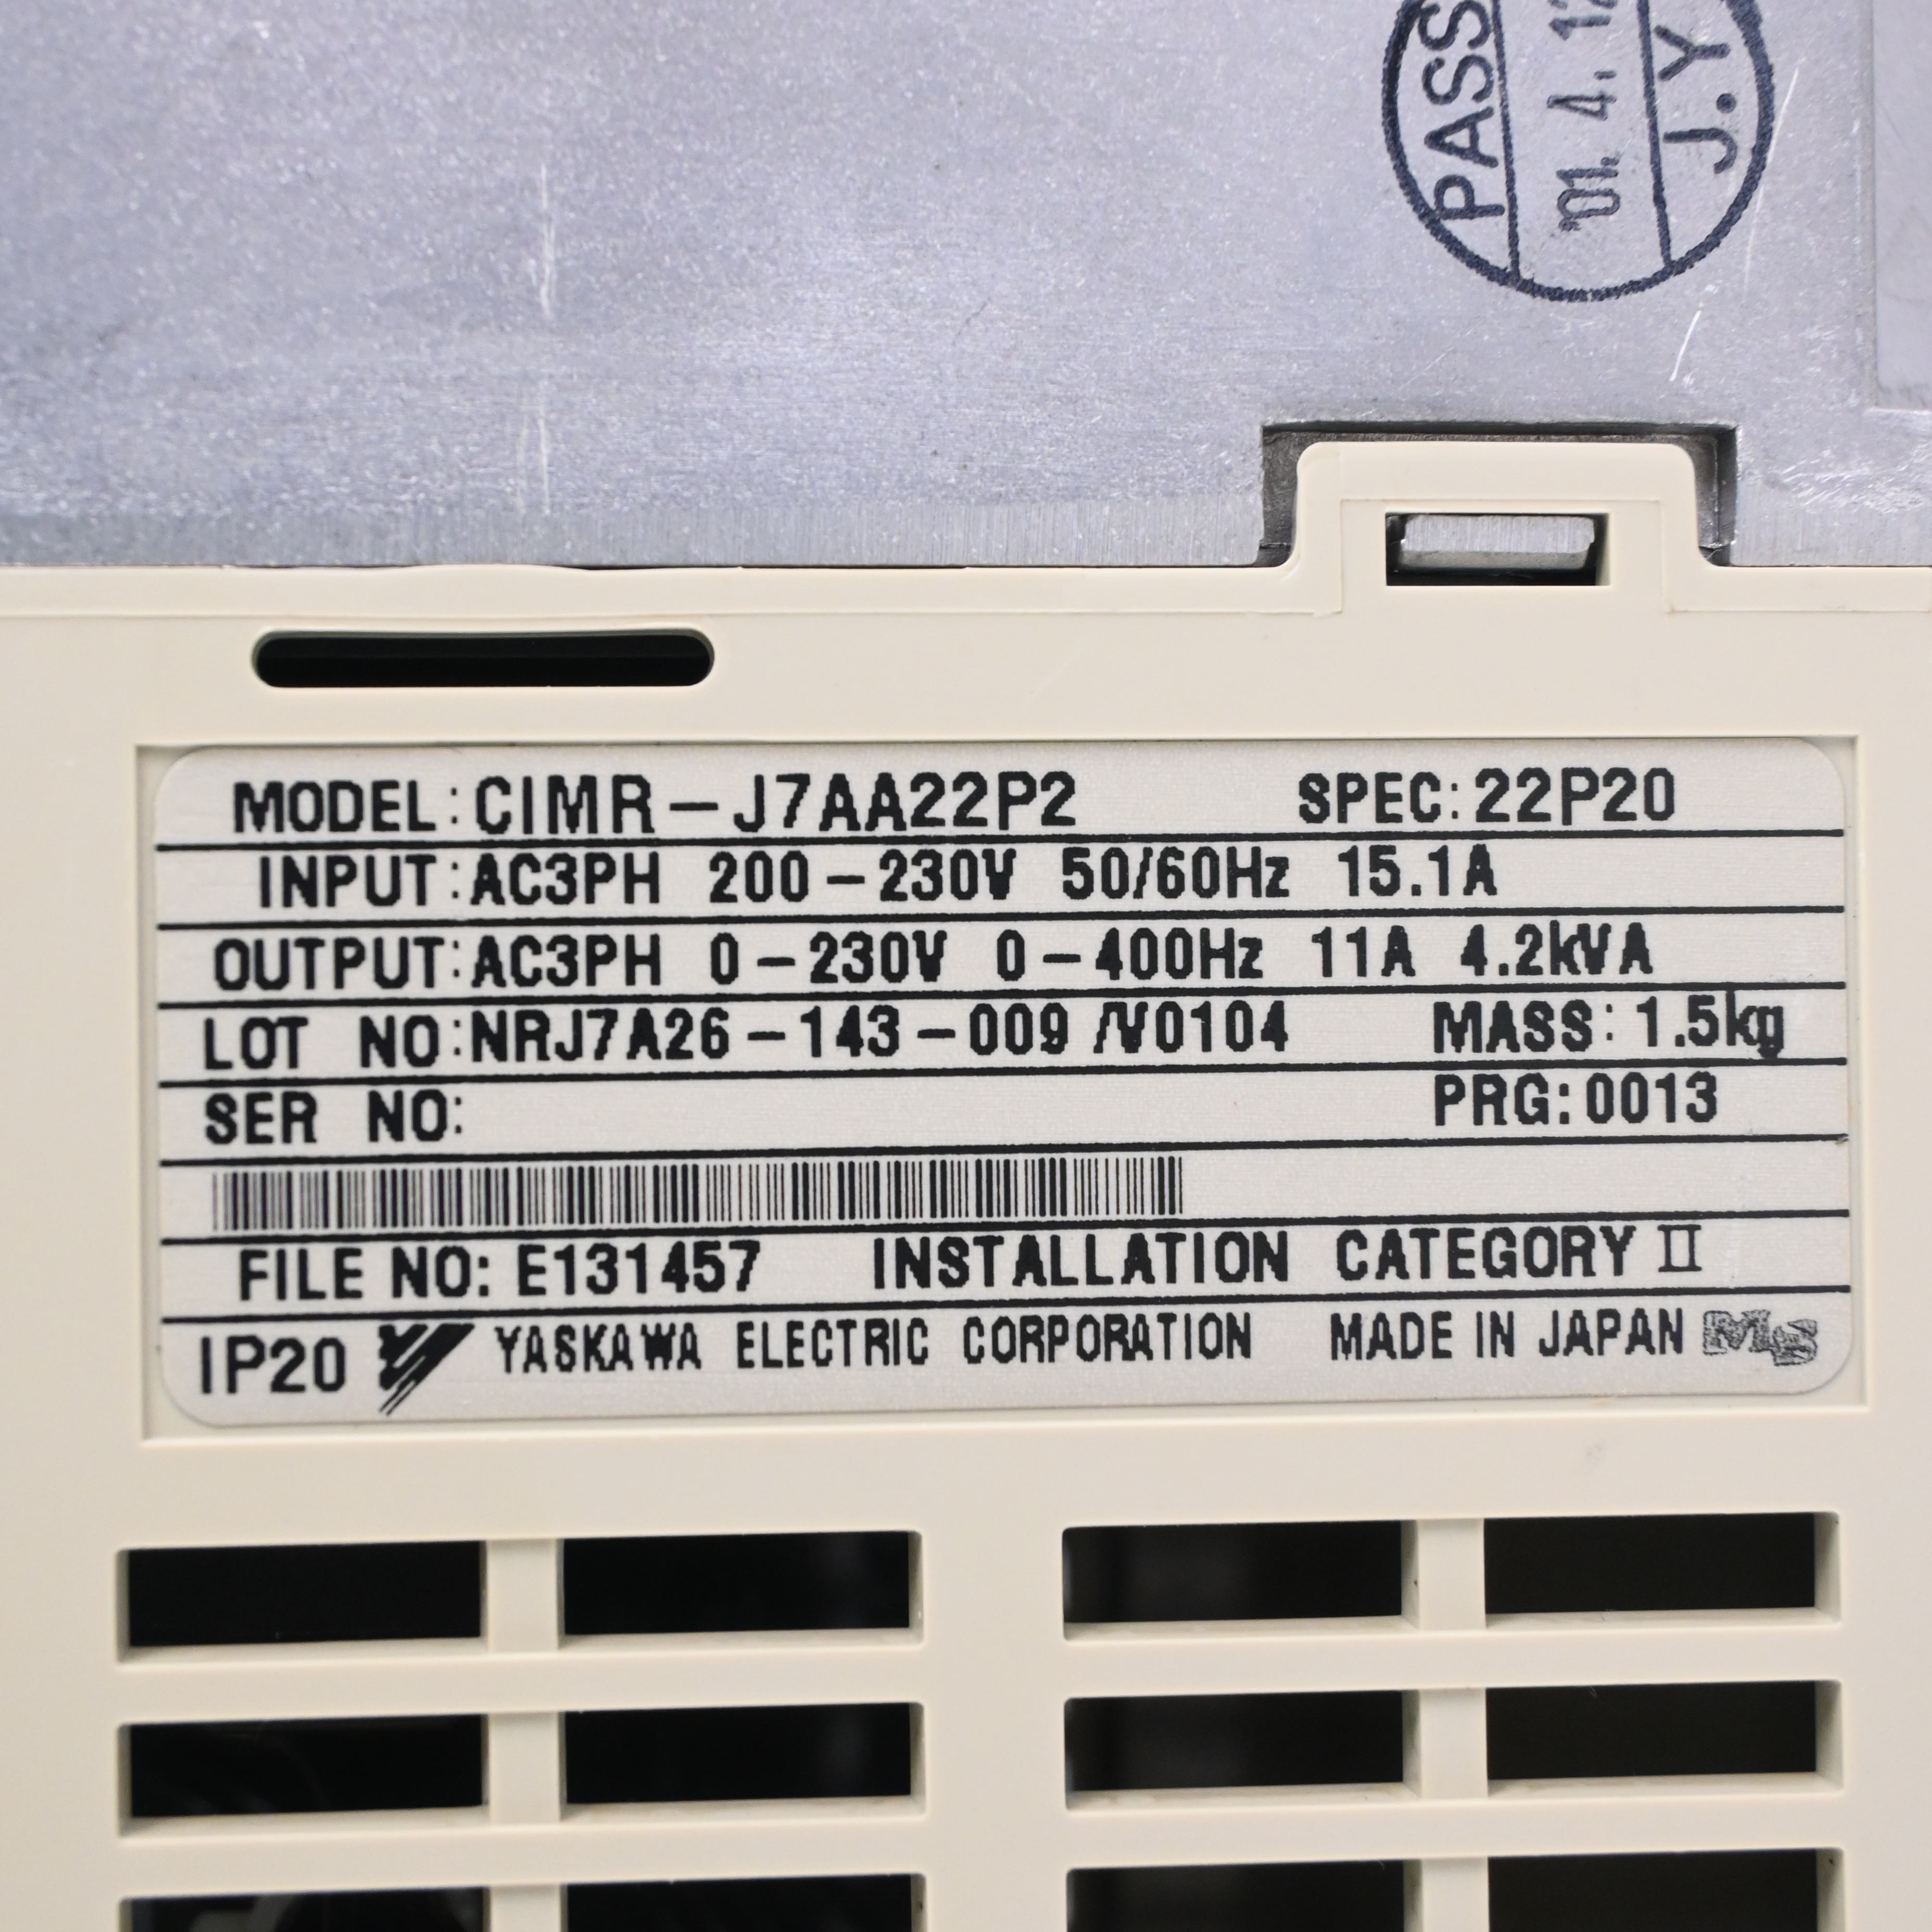 PASS
'01. 4. 12
J.Y
MODEL:CIMR-J7AA22P2 SPEC:22P20
INPUT:AC3PH 200-230V 50/60Hz 15.1A
OUTPUT:AC3PH 0-230V 0-400Hz 11A 4.2kVA
LOT NO:NRJ7A26-143-009 /V0104 MASS: 1.5kg
SER NO: PRG:0013
FILE NO: E131457 INSTALLATION CATEGORY II
IP20 YASKAWA ELECTRIC CORPORATION MADE IN JAPAN MS